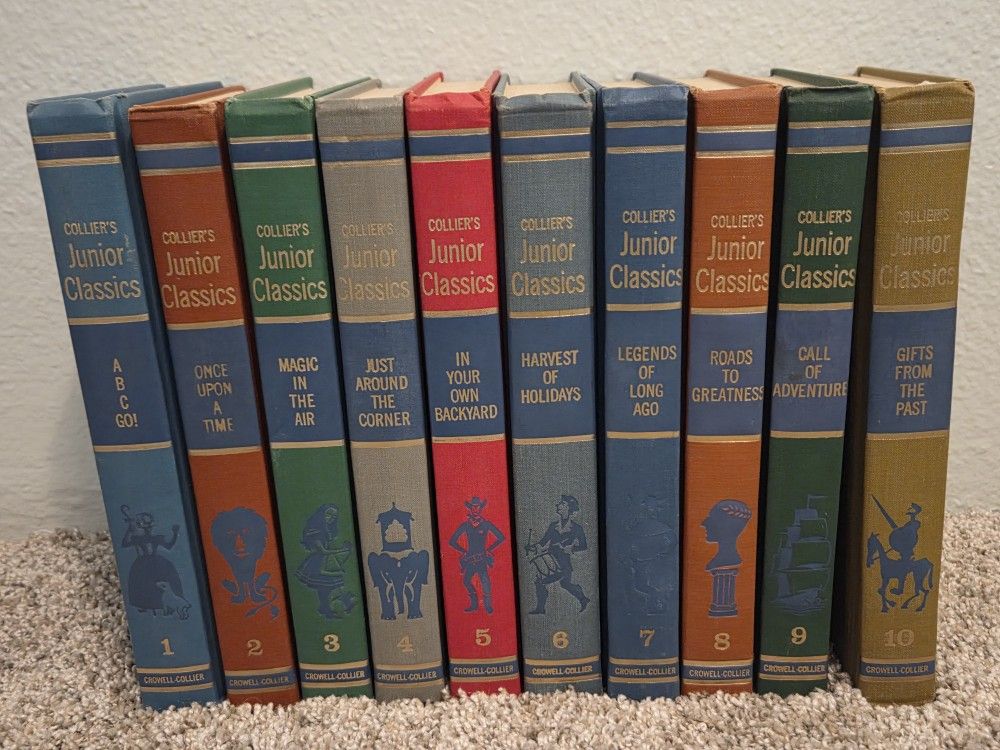 COLLIER'S
Junior
Classics
A
B
C
GO!
1
CROWELL-COLLIER
COLLIER'S
Junior
Classics
ONCE
UPON
A
TIME
2
CROWELL-COLLIER
COLLIER'S
Junior
Classics
MAGIC
IN
THE
AIR
3
CROWELL-COLLIER
COLLIER'S
Junior
Classics
JUST
AROUND
THE
CORNER
4
CROWELL-COLLIER
COLLIER'S
Junior
Classics
IN
YOUR
OWN
BACKYARD
5
CROWELL-COLLIER
COLLIER'S
Junior
Classics
HARVEST
OF
HOLIDAYS
6
CROWELL-COLLIER
COLLIER'S
Junior
Classics
LEGENDS
OF
LONG
AGO
7
CROWELL-COLLIER
COLLIER'S
Junior
Classics
ROADS
TO
GREATNESS
8
CROWELL-COLLIER
COLLIER'S
Junior
Classics
CALL
OF
ADVENTURE
9
CROWELL-COLLIER
COLLIER'S
Junior
Classics
GIFTS
FROM
THE
PAST
10
CROWELL-COLLIER